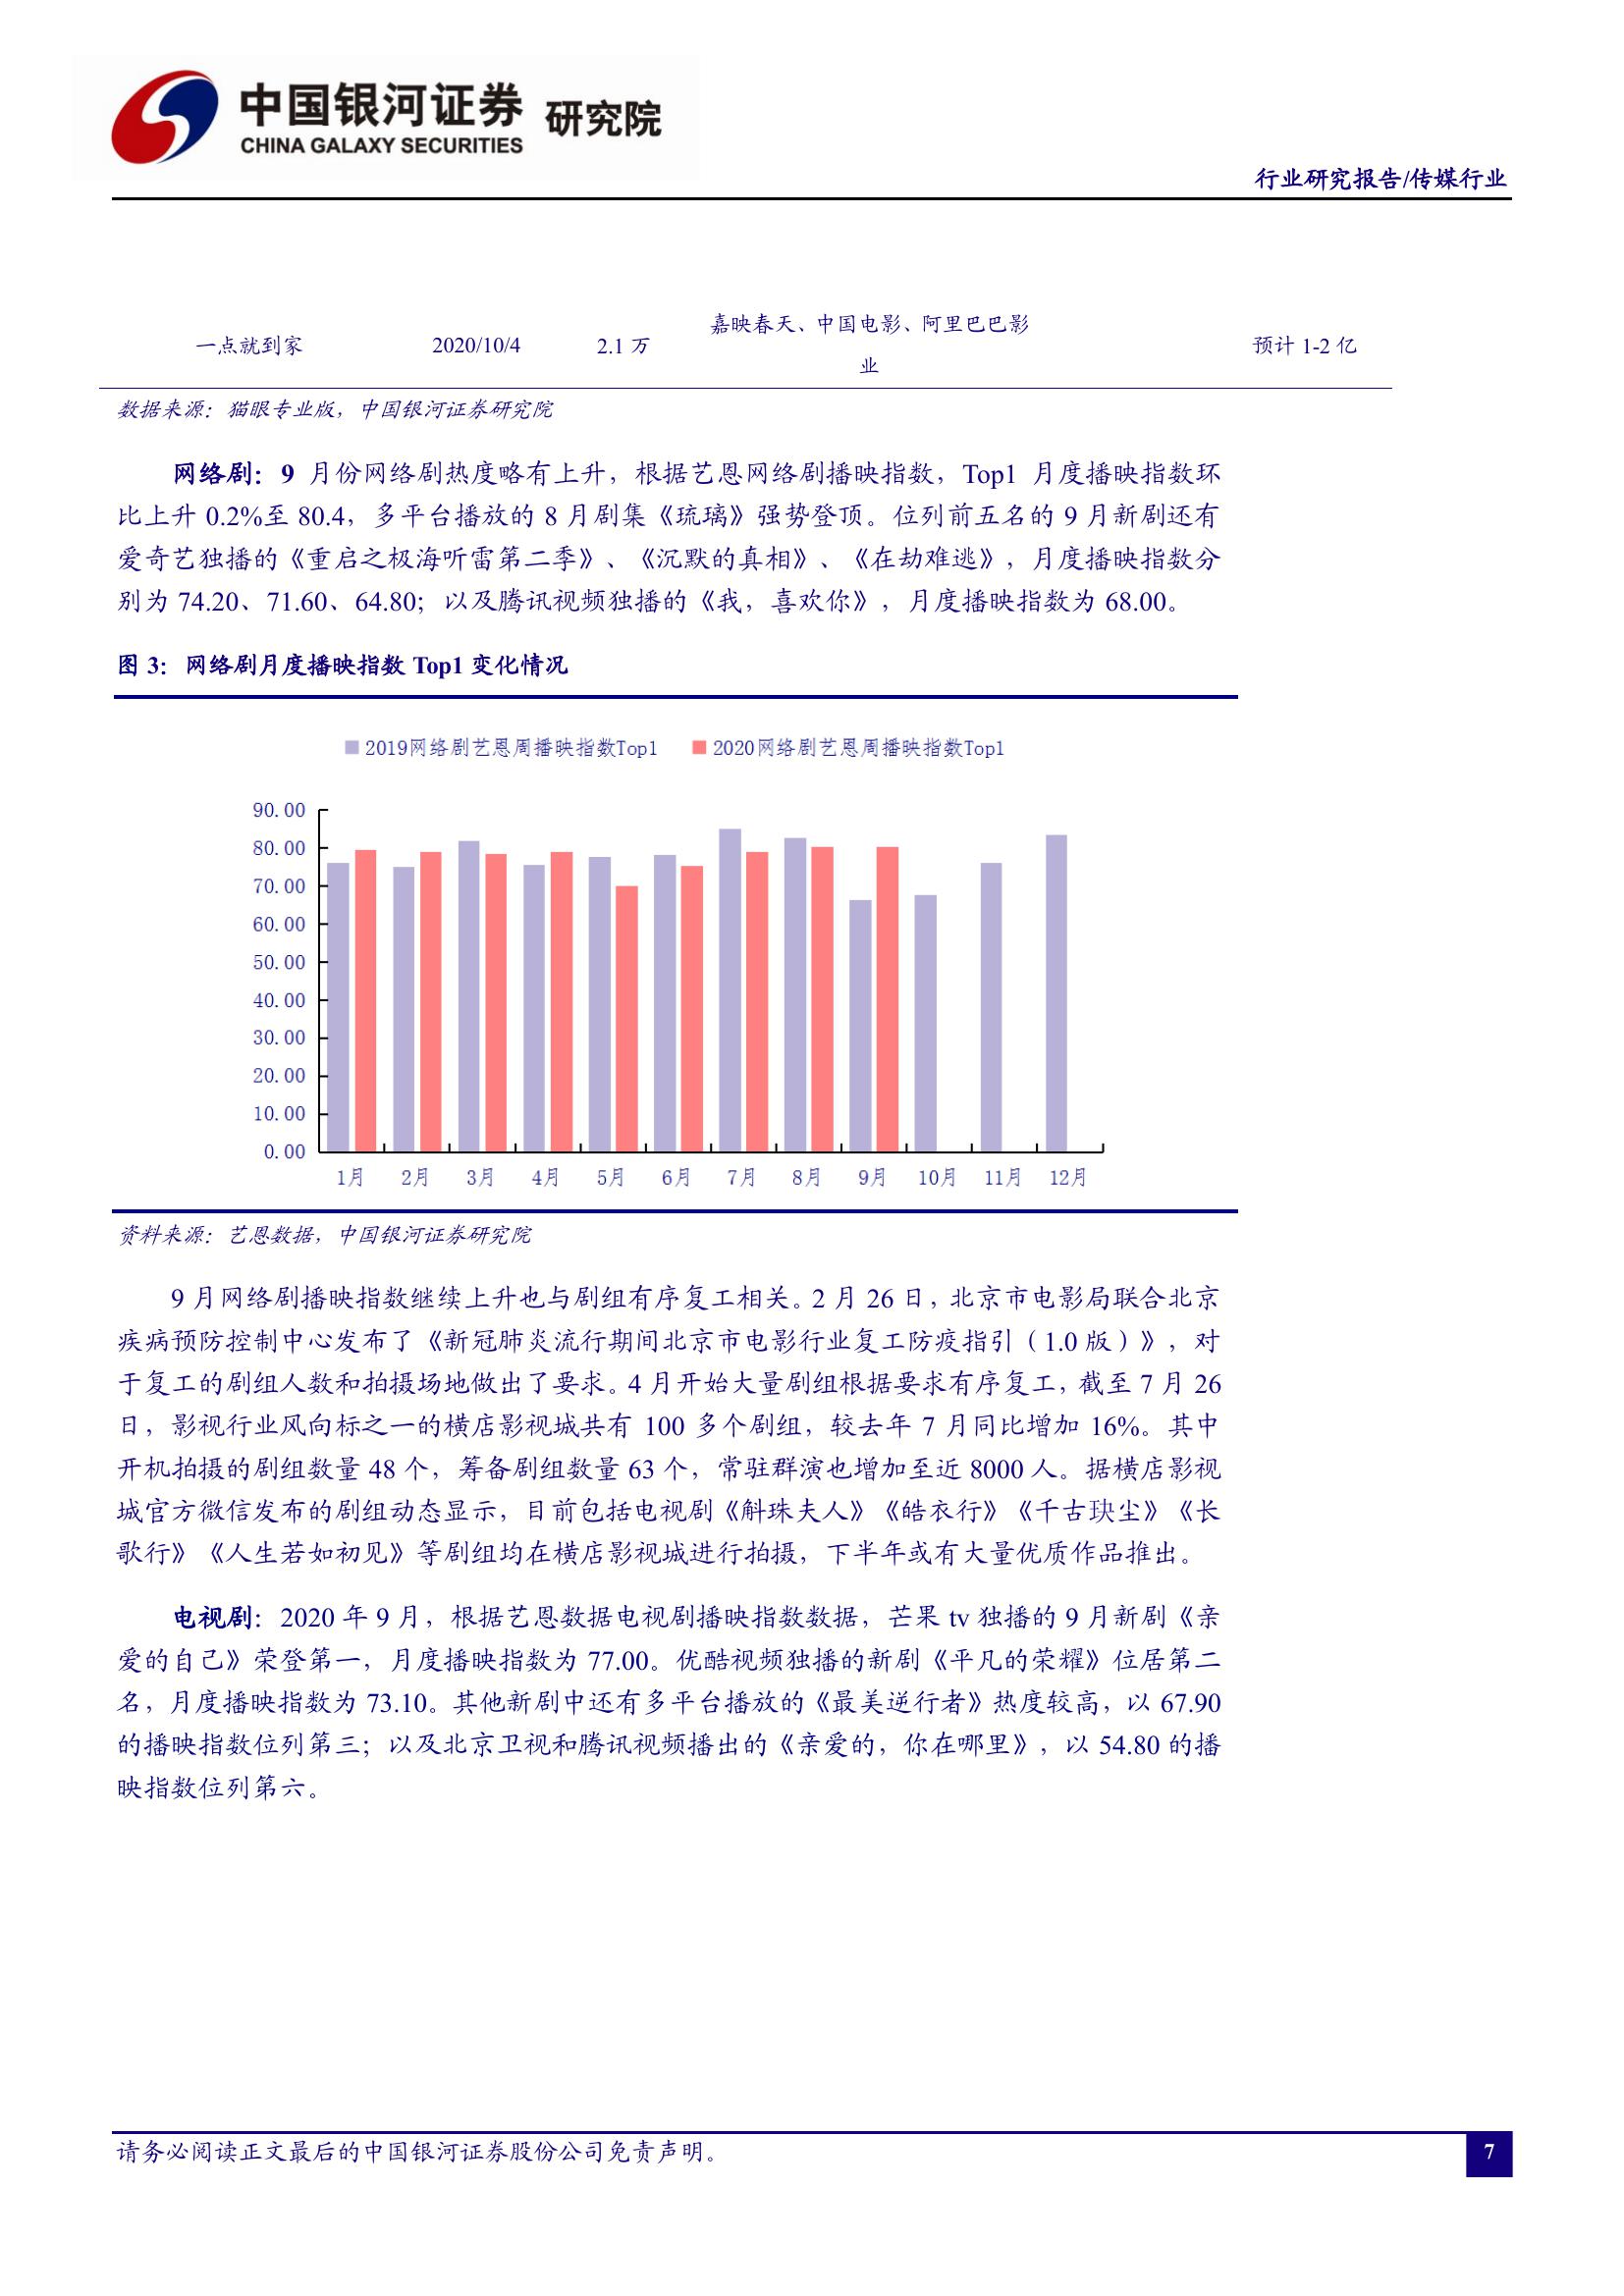 中国银河证券 研究院
CHINA GALAXY SECURITIES
行业研究报告/传媒行业
一点就到家 2020/10/4 2.1 万 嘉映春天、中国电影、阿里巴巴影业 预计 1-2 亿
数据来源：猫眼专业版，中国银河证券研究院
网络剧：9 月份网络剧热度略有上升，根据艺恩网络剧播映指数，Top1 月度播映指数环
比上升 0.2%至 80.4，多平台播放的 8 月剧集《琉璃》强势登顶。位列前五名的 9 月新剧还有
爱奇艺独播的《重启之极海听雷第二季》、《沉默的真相》、《在劫难逃》，月度播映指数分
别为 74.20、71.60、64.80；以及腾讯视频独播的《我，喜欢你》，月度播映指数为 68.00。
图 3：网络剧月度播映指数 Top1 变化情况
2019网络剧艺恩周播映指数Top1 2020网络剧艺恩周播映指数Top1
90.00
80.00
70.00
60.00
50.00
40.00
30.00
20.00
10.00
0.00
1月 2月 3月 4月 5月 6月 7月 8月 9月 10月 11月 12月
资料来源：艺恩数据，中国银河证券研究院
9 月网络剧播映指数继续上升也与剧组有序复工相关。2 月 26 日，北京市电影局联合北京
疾病预防控制中心发布了《新冠肺炎流行期间北京市电影行业复工防疫指引（1.0 版）》，对
于复工的剧组人数和拍摄场地做出了要求。4 月开始大量剧组根据要求有序复工，截至 7 月 26
日，影视行业风向标之一的横店影视城共有 100 多个剧组，较去年 7 月同比增加 16%。其中
开机拍摄的剧组数量 48 个，筹备剧组数量 63 个，常驻群演也增加至近 8000 人。据横店影视
城官方微信发布的剧组动态显示，目前包括电视剧《斛珠夫人》《皓衣行》《千古玦尘》《长
歌行》《人生若如初见》等剧组均在横店影视城进行拍摄，下半年或有大量优质作品推出。
电视剧：2020 年 9 月，根据艺恩数据电视剧播映指数数据，芒果 tv 独播的 9 月新剧《亲
爱的自己》荣登第一，月度播映指数为 77.00。优酷视频独播的新剧《平凡的荣耀》位居第二
名，月度播映指数为 73.10。其他新剧中还有多平台播放的《最美逆行者》热度较高，以 67.90
的播映指数位列第三；以及北京卫视和腾讯视频播出的《亲爱的，你在哪里》，以 54.80 的播
映指数位列第六。
请务必阅读正文最后的中国银河证券股份公司免责声明。
7